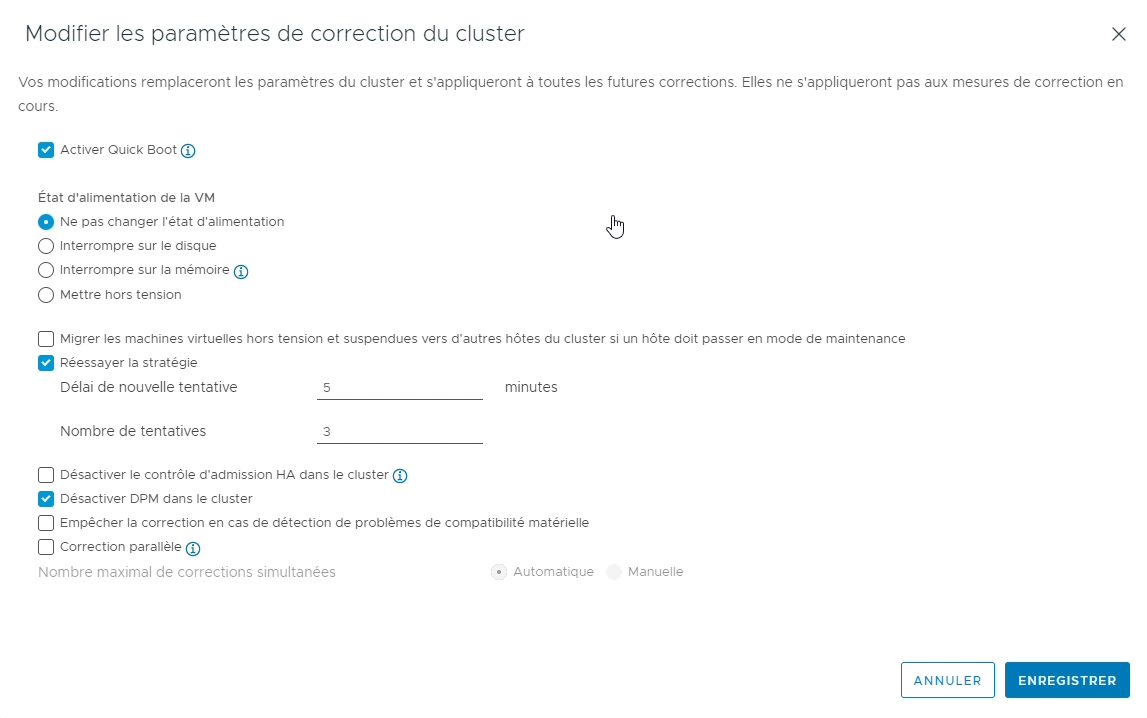 Modifier les paramètres de correction du cluster
Vos modifications remplaceront les paramètres du cluster et s'appliqueront à toutes les futures corrections. Elles ne s'appliqueront pas aux mesures de correction en
cours.
Activer Quick Boot
État d'alimentation de la VM
Ne pas changer l'état d'alimentation
Interrompre sur le disque
Interrompre sur la mémoire
Mettre hors tension
Migrer les machines virtuelles hors tension et suspendues vers d'autres hôtes du cluster si un hôte doit passer en mode de maintenance
Réessayer la stratégie
Délai de nouvelle tentative 5 minutes
Nombre de tentatives 3
Désactiver le contrôle d'admission HA dans le cluster
Désactiver DPM dans le cluster
Empêcher la correction en cas de détection de problèmes de compatibilité matérielle
Correction parallèle
Nombre maximal de corrections simultanées Automatique Manuelle
ANNULER ENREGISTRER